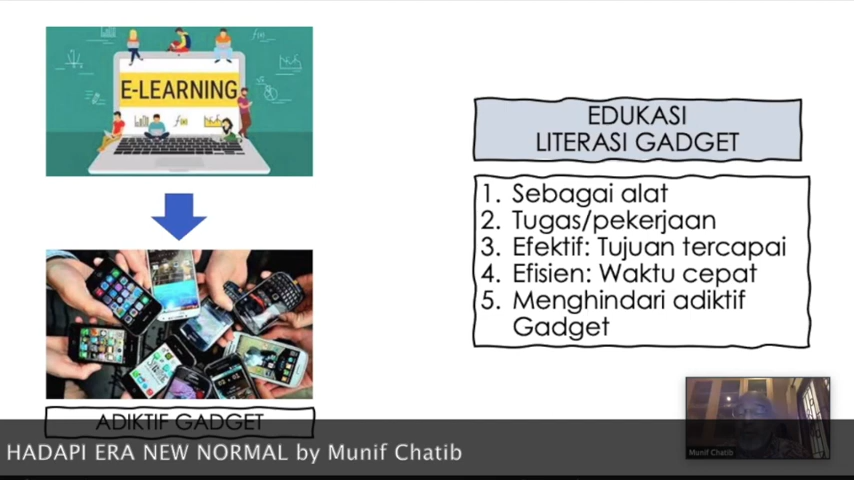 E-LEARNING
ADIKTIF GADGET
EDUKASI
LITERASI GADGET
1. Sebagai alat
2. Tugas/pekerjaan
3. Efektif: Tujuan tercapai
4. Efisien: Waktu cepat
5. Menghindari adiktif
Gadget
Munif Chatib
HADAPI ERA NEW NORMAL by Munif Chatib